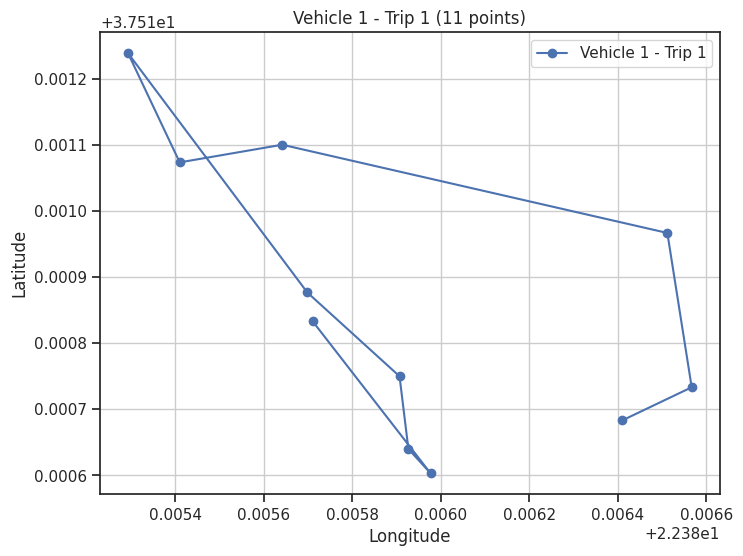 Vehicle 1 - Trip 1 (11 points)
+3.751e1
Vehicle 1 - Trip 1
0.0012
0.0011
0.0010
0.0009
0.0008
0.0007
0.0006
Latitude
0.0054 0.0056 0.0058 0.0060 0.0062 0.0064 0.0066
+2.238e1
Longitude